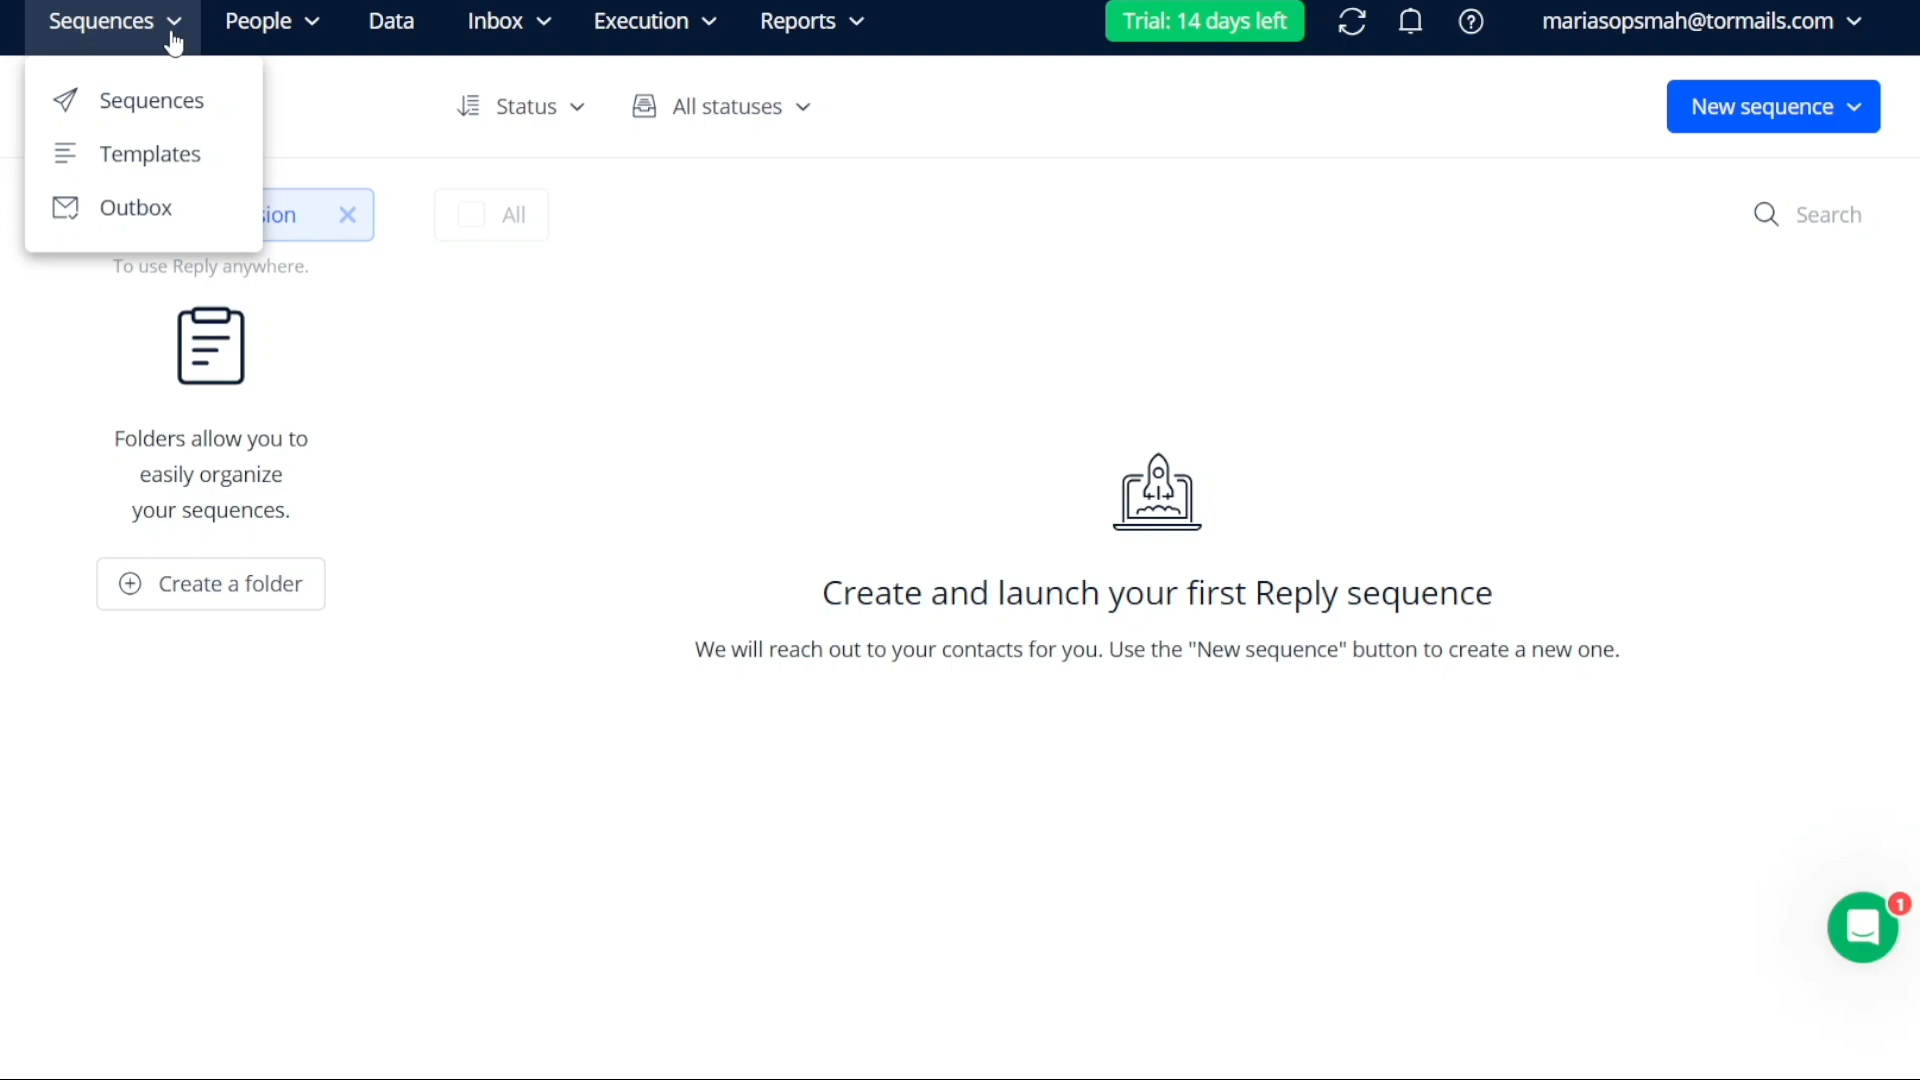 Sequences People Data Inbox Execution Reports Trial: 14 days left mariasopsmah@tormails.com
Sequences
Templates
Outbox
Status All statuses New sequence
All Search
To use Reply anywhere.
Folders allow you to
easily organize
your sequences.
Create a folder
Create and launch your first Reply sequence
We will reach out to your contacts for you. Use the "New sequence" button to create a new one.
1